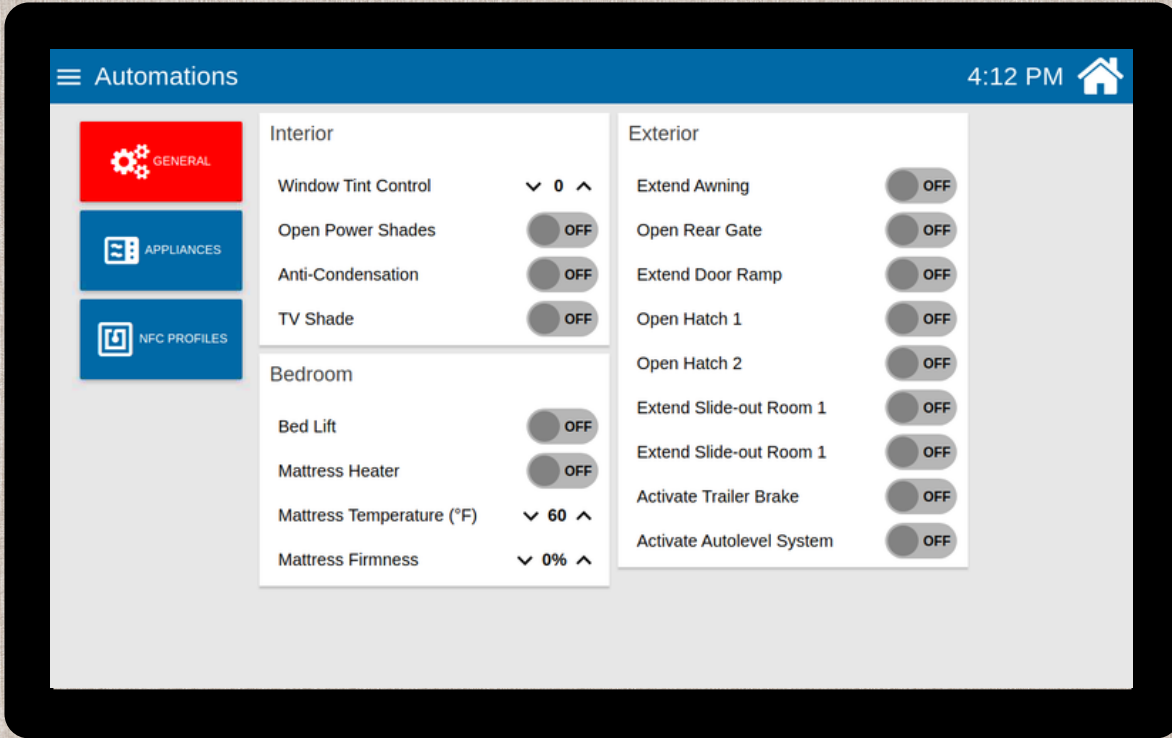 Automations
4:12 PM
GENERAL
APPLIANCES
NFC PROFILES
Interior
Window Tint Control 0
Open Power Shades OFF
Anti-Condensation OFF
TV Shade OFF
Bedroom
Bed Lift OFF
Mattress Heater OFF
Mattress Temperature (°F) 60
Mattress Firmness 0%
Exterior
Extend Awning OFF
Open Rear Gate OFF
Extend Door Ramp OFF
Open Hatch 1 OFF
Open Hatch 2 OFF
Extend Slide-out Room 1 OFF
Extend Slide-out Room 1 OFF
Activate Trailer Brake OFF
Activate Autolevel System OFF